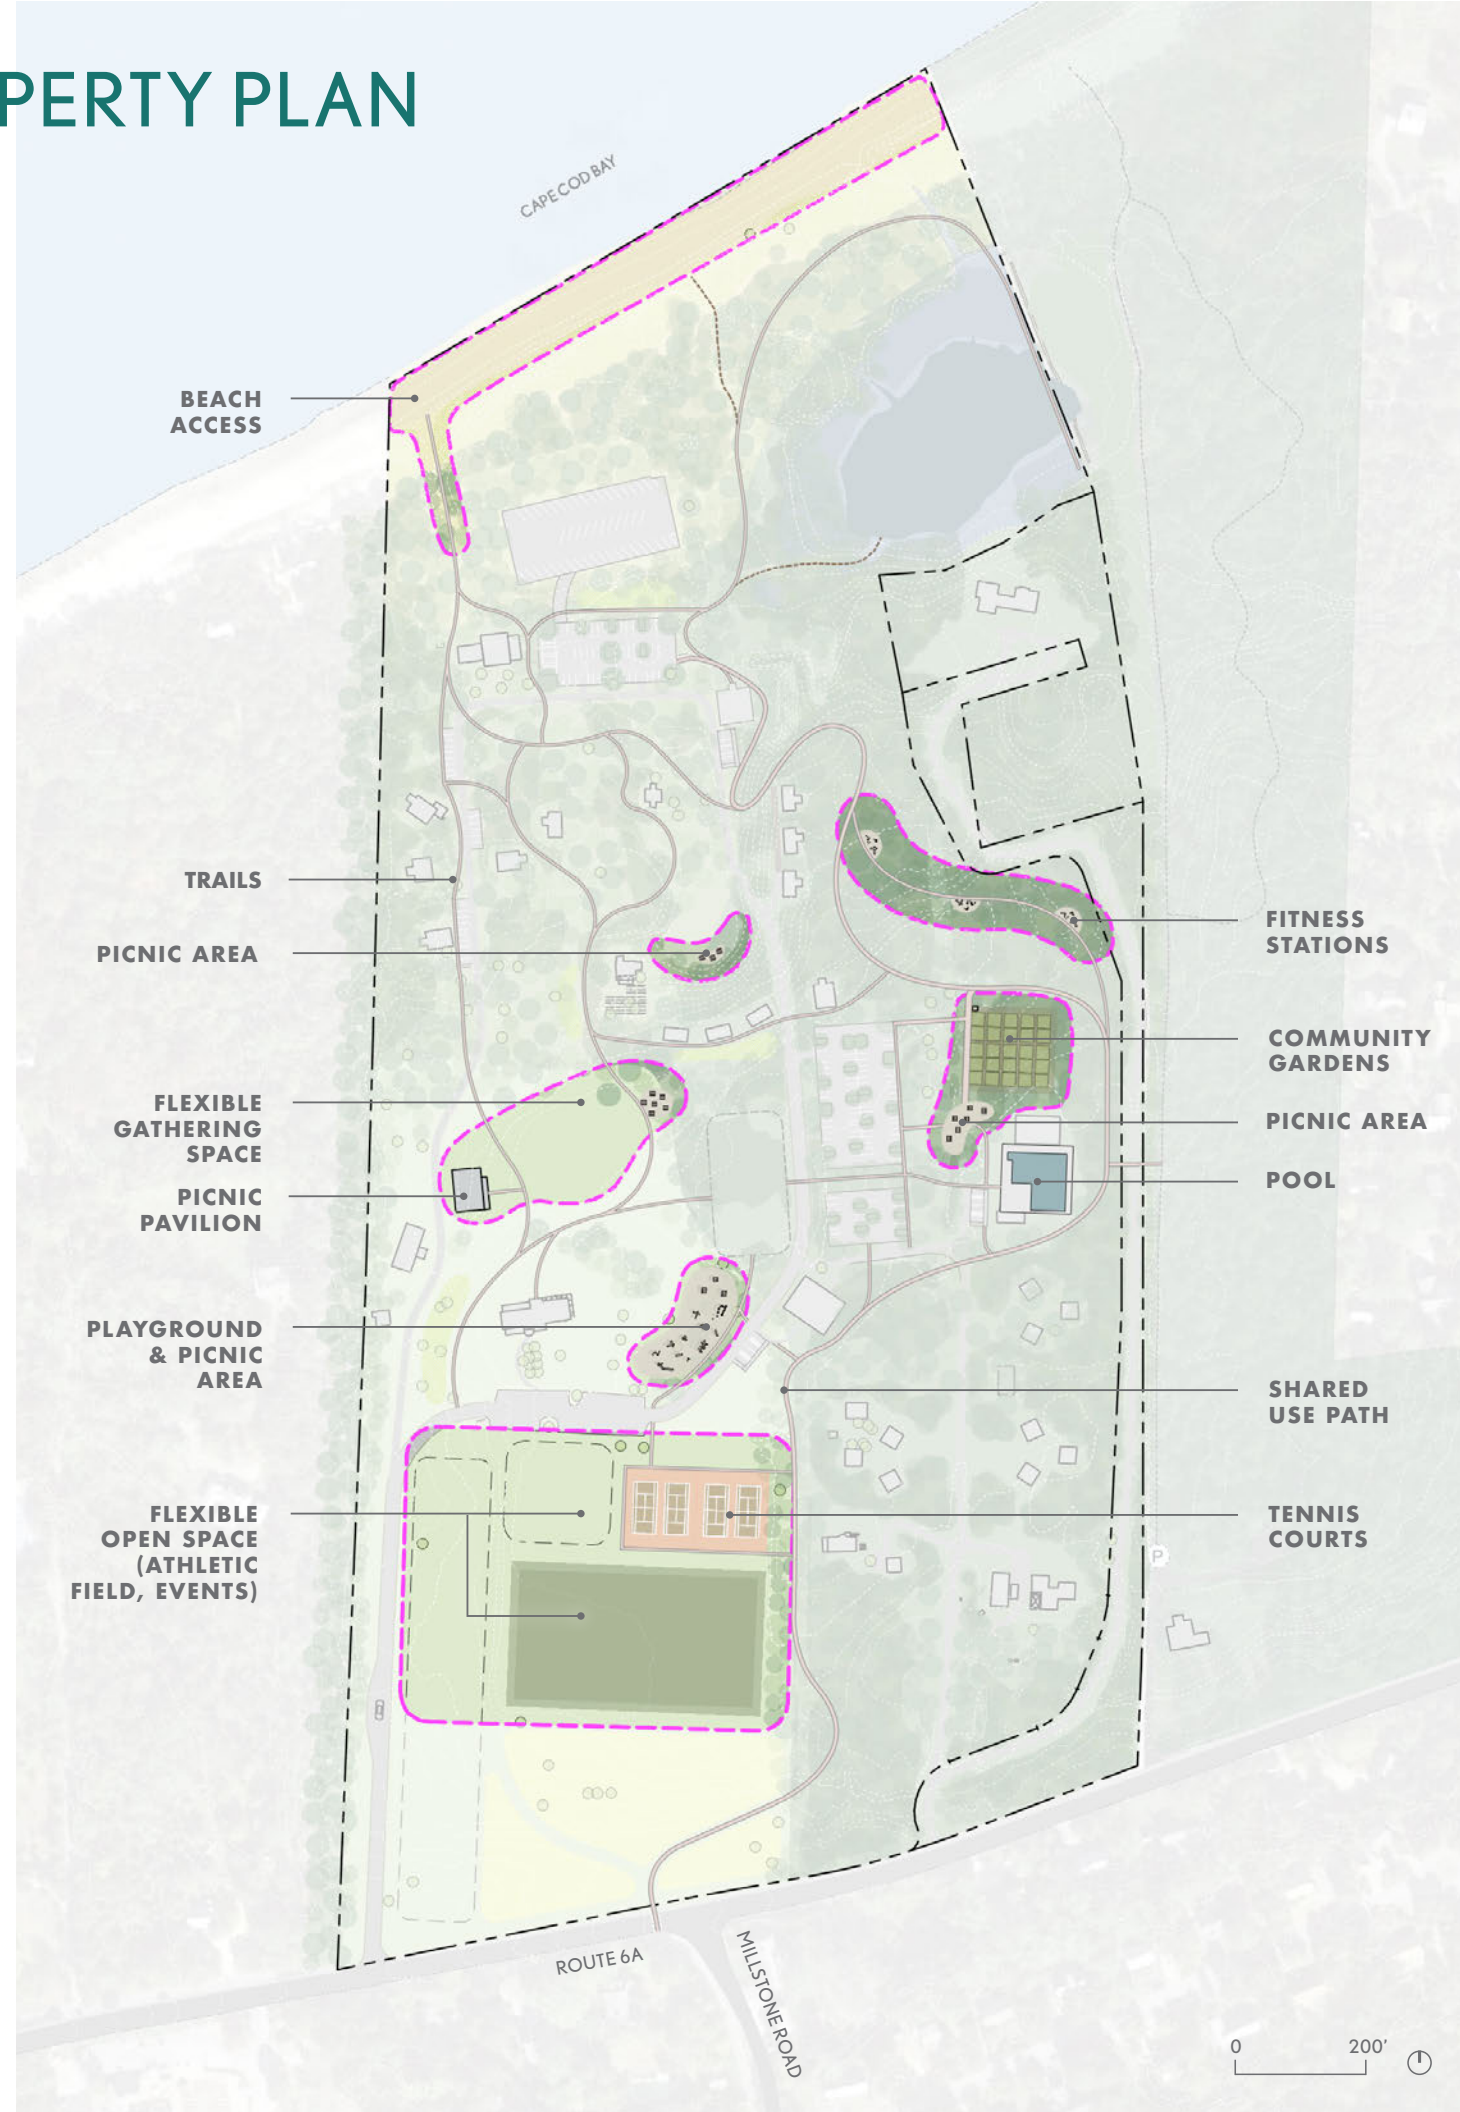 PERTY PLAN
CAPE COD BAY
BEACH
ACCESS
TRAILS
PICNIC AREA
FITNESS
STATIONS
COMMUNITY
GARDENS
FLEXIBLE
GATHERING
SPACE
PICNIC AREA
POOL
PICNIC
PAVILION
PLAYGROUND
& PICNIC
AREA
SHARED
USE PATH
FLEXIBLE
OPEN SPACE
(ATHLETIC
FIELD, EVENTS)
TENNIS
COURTS
P
ROUTE 6A
MILLSTONE ROAD
0 200'